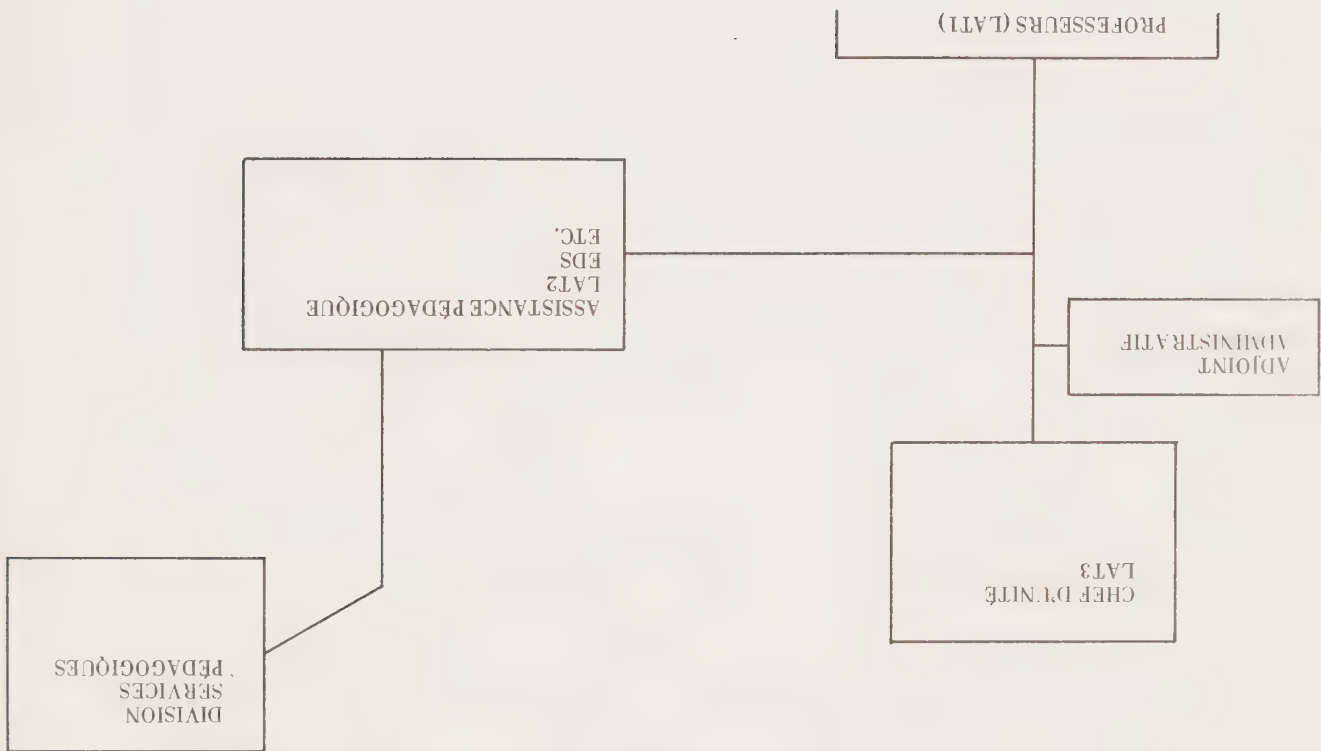 DIVISION
SERVICES
PÉDAGOGIQUES
CHEF D'UNITÉ
LAT3
ADJOINT
ADMINISTRATIF
ASSISTANCE PÉDAGOGIQUE
LAT2
EDS
ETC.
PROFESSEURS (LAT1)